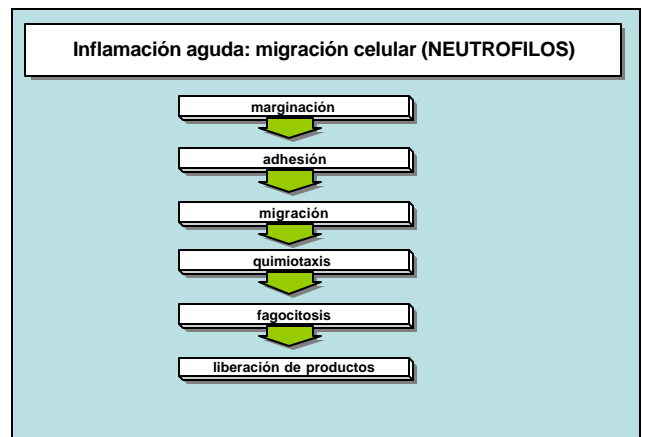 Inflamación aguda: migración celular (NEUTROFILOS)
marginación
adhesión
migración
quimiotaxis
fagocitosis
liberación de productos